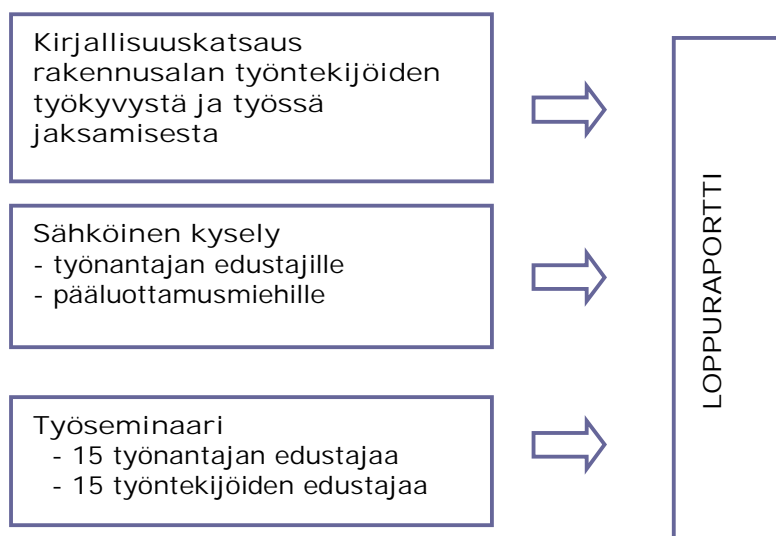 Kirjallisuuskatsaus
rakennusalan työntekijöiden
työkyvystä ja työssä
jaksamisesta
Sähköinen kysely
- työnantajan edustajille
- pääluottamusmiehille
Työseminaari
- 15 työnantajan edustajaa
- 15 työntekijöiden edustajaa
LOPPURAPORTTI